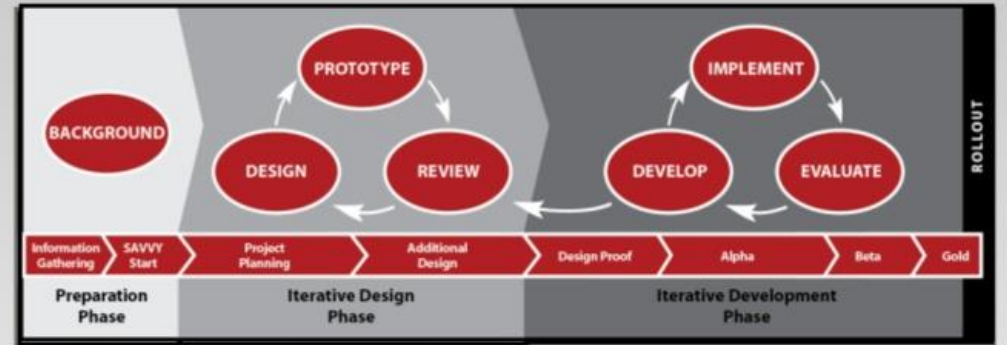 BACKGROUND
PROTOTYPE
DESIGN
REVIEW
IMPLEMENT
DEVELOP
EVALUATE
ROLLOUT
Information
Gathering
SAVVY
Start
Project
Planning
Additional
Design
Design Proof
Alpha
Beta
Gold
Preparation
Phase
Iterative Design
Phase
Iterative Development
Phase